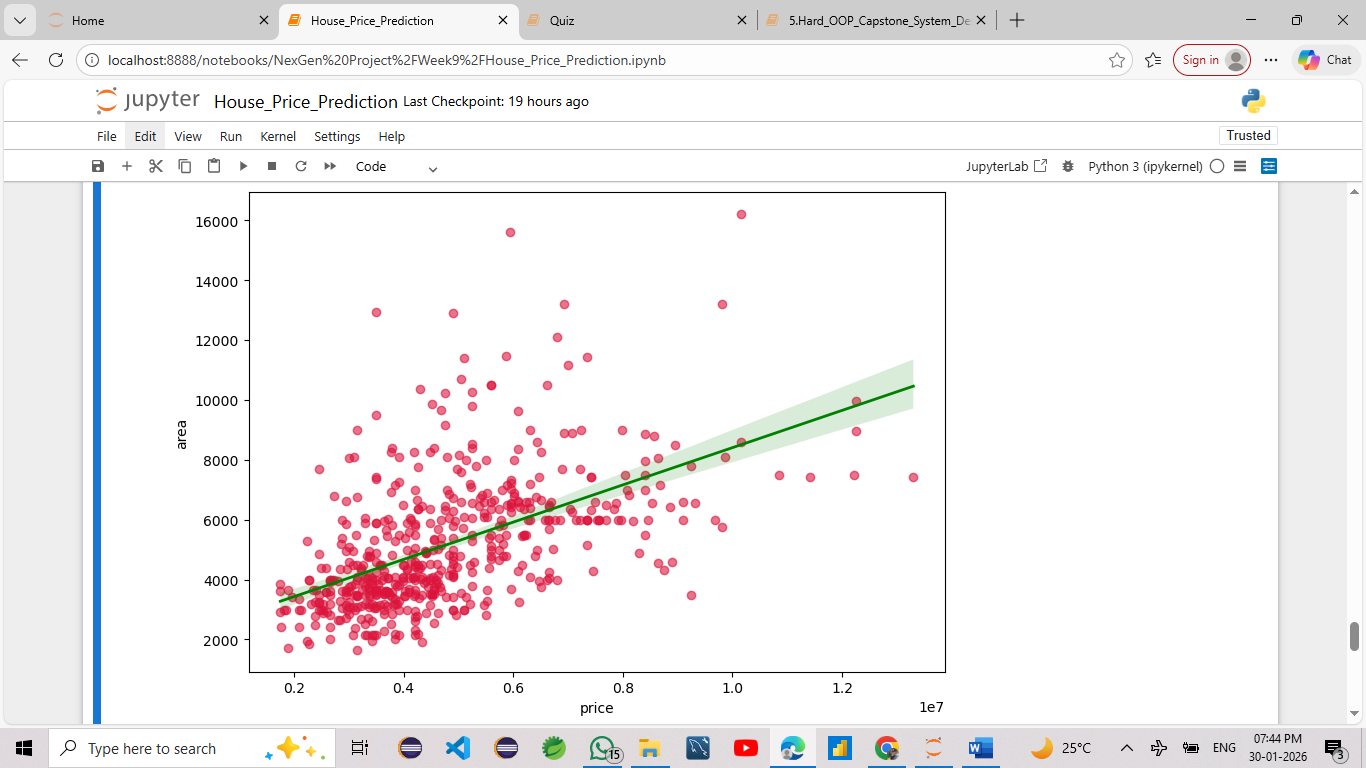 Home
House_Price_Prediction
Quiz
5.Hard_OOP_Capstone_System_De
localhost:8888/notebooks/NexGen%20Project%2FWeek9%2FHouse_Price_Prediction.ipynb
Sign in
Chat
jupyter House_Price_Prediction Last Checkpoint: 19 hours ago
File Edit View Run Kernel Settings Help
Trusted
Code
JupyterLab
Python 3 (ipykernel)
16000
14000
12000
10000
8000
6000
4000
2000
area
0.2 0.4 0.6 0.8 1.0 1.2
1e7
price
Type here to search
15
25°C
ENG
07:44 PM
30-01-2026
3